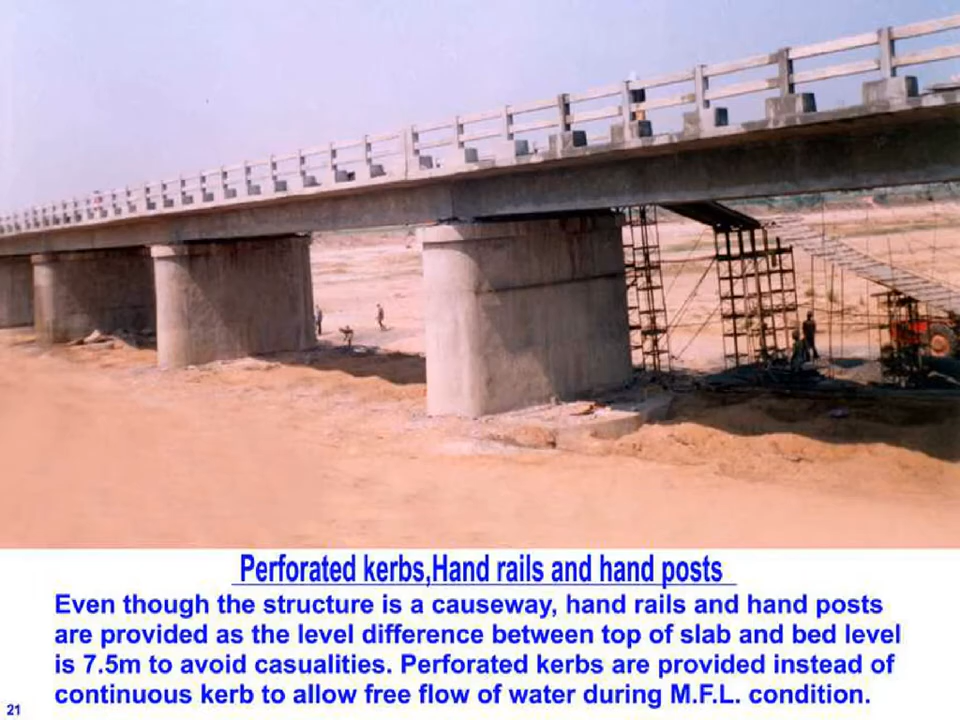 Perforated kerbs,Hand rails and hand posts
Even though the structure is a causeway, hand rails and hand posts
are provided as the level difference between top of slab and bed level
is 7.5m to avoid casualities. Perforated kerbs are provided instead of
continuous kerb to allow free flow of water during M.F.L. condition.
21